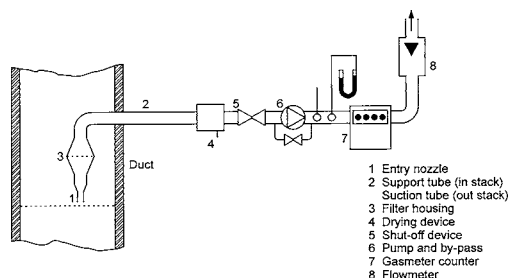 8
2
5
6
3
4
7
Duct
1
1 Entry nozzle
2 Support tube (in stack)
Suction tube (out stack)
3 Filter housing
4 Drying device
5 Shut-off device
6 Pump and by-pass
7 Gasmeter counter
8 Flowmeter